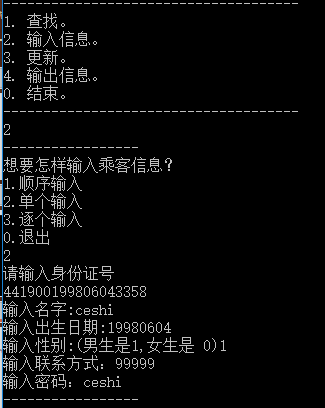 ---------------------------------------
1. 查找。
2. 输入信息。
3. 更新。
4. 输出信息。
0. 结束。
---------------------------------------
2
-----------------
想要怎样输入乘客信息?
1.顺序输入
2.单个输入
3.逐个输入
0.退出
2
请输入身份证号
441900199806043358
输入名字:ceshi
输入出生日期:19980604
输入性别:(男生是1,女生是 0)1
输入联系方式：99999
输入密码：ceshi
-----------------